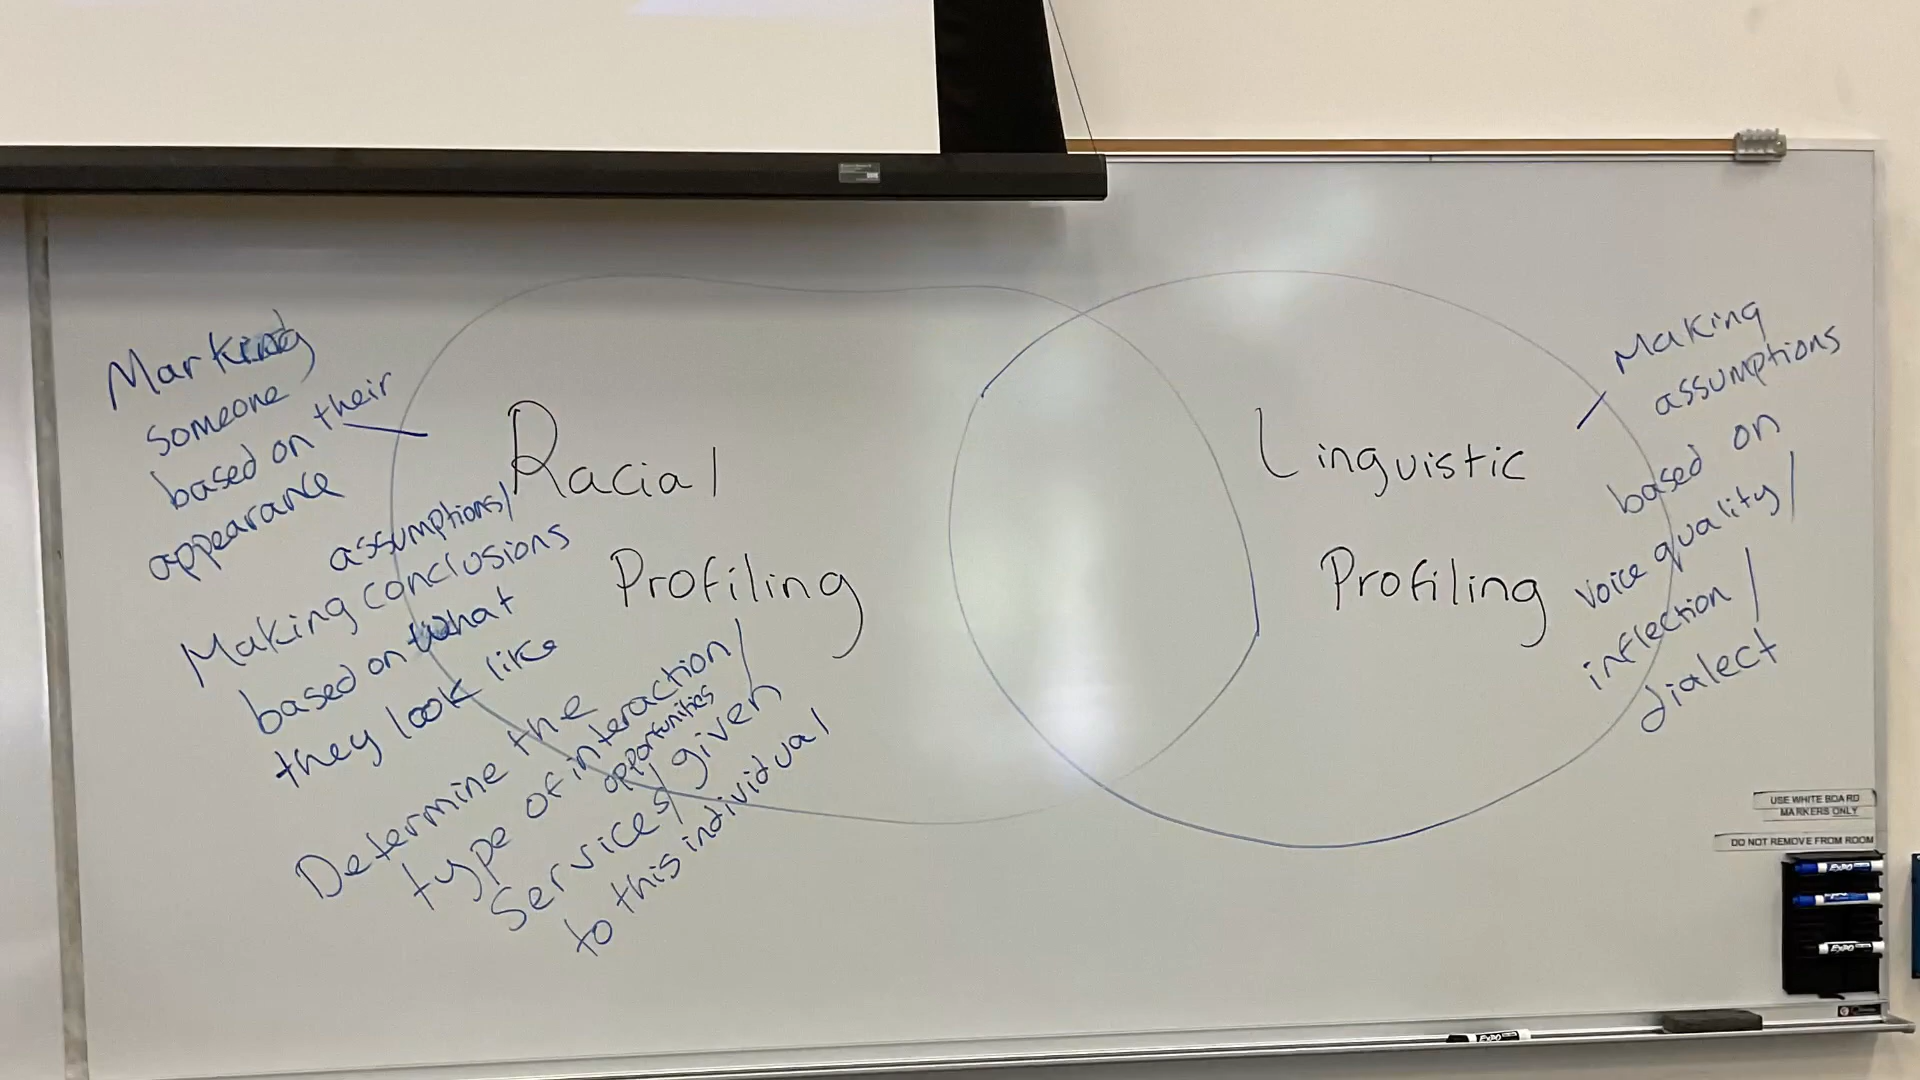 Marking
someone
based on their
appearance
assumptions/
Making conclusions
based on what
they look like
Determine the
type of interaction/
opportunities
services/ given
to this individual
Racial
Profiling
Linguistic
Profiling
Making
assumptions
based on
voice quality/
inflection/
dialect
USE WHITE BOARD
MARKERS ONLY
DO NOT REMOVE FROM ROOM
EXPO
EXPO
EXPO
EXPO